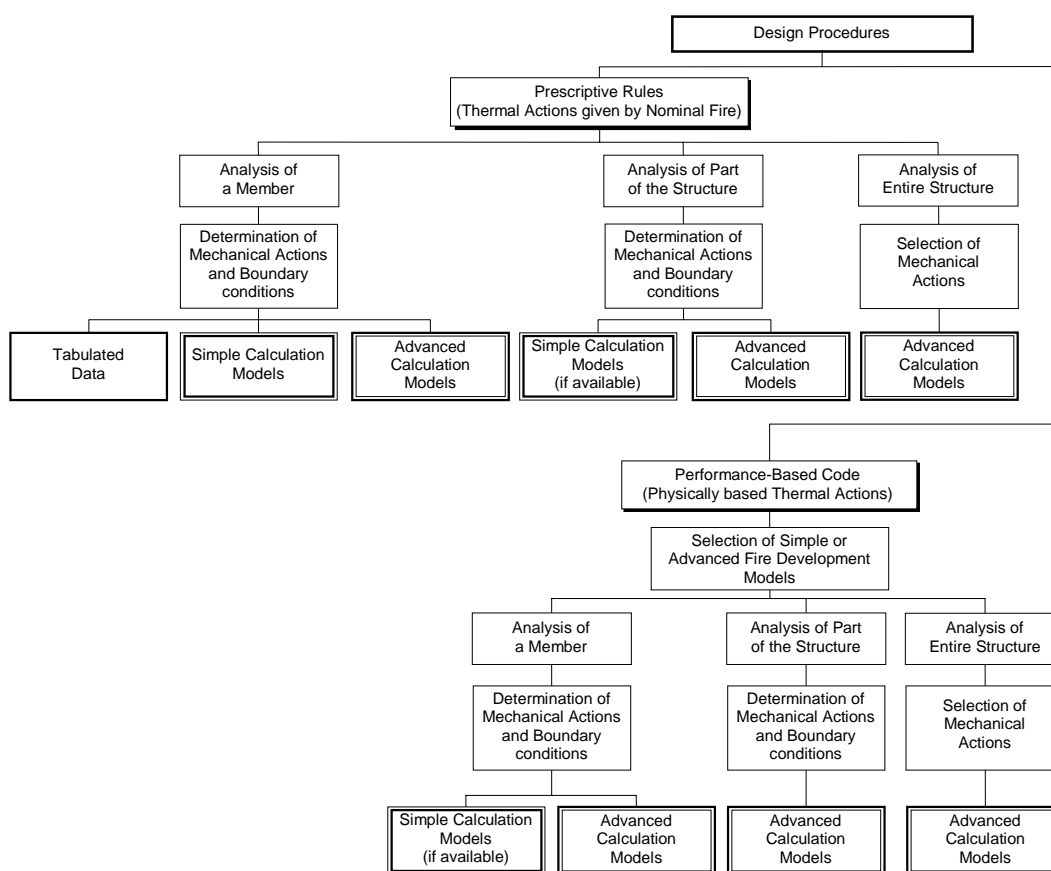 Design Procedures
Prescriptive Rules
(Thermal Actions given by Nominal Fire)
Analysis of
a Member
Analysis of Part
of the Structure
Analysis of
Entire Structure
Determination of
Mechanical Actions
and Boundary
conditions
Determination of
Mechanical Actions
and Boundary
conditions
Selection of
Mechanical
Actions
Tabulated
Data
Simple Calculation
Models
Advanced
Calculation
Models
Simple Calculation
Models
(if available)
Advanced
Calculation
Models
Advanced
Calculation
Models
Performance-Based Code
(Physically based Thermal Actions)
Selection of Simple or
Advanced Fire Development
Models
Analysis of
a Member
Analysis of Part
of the Structure
Analysis of
Entire Structure
Determination of
Mechanical Actions
and Boundary
conditions
Determination of
Mechanical Actions
and Boundary
conditions
Selection of
Mechanical
Actions
Simple Calculation
Models
(if available)
Advanced
Calculation
Models
Advanced
Calculation
Models
Advanced
Calculation
Models